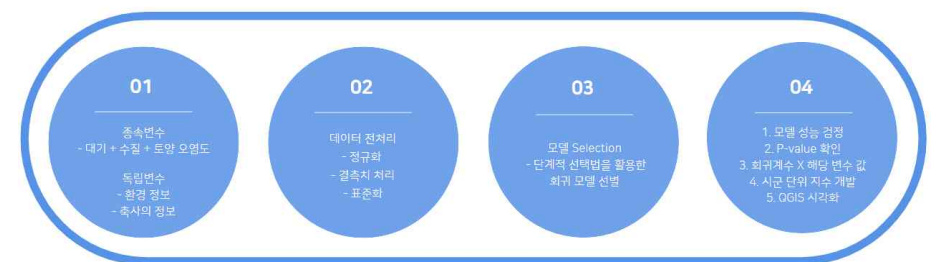 01
종속변수
- 대기 + 수질 + 토양 오염도
독립변수
- 환경 정보
- 축사의 정보
02
데이터 전처리
- 정규화
- 결측치 처리
- 표준화
03
모델 Selection
- 단계적 선택법을 활용한
회귀 모델 선별
04
1. 모델 성능 검정
2. P-value 확인
3. 회귀계수 X 해당 변수 값
4. 시군 단위 지수 개발
5. QGIS 시각화